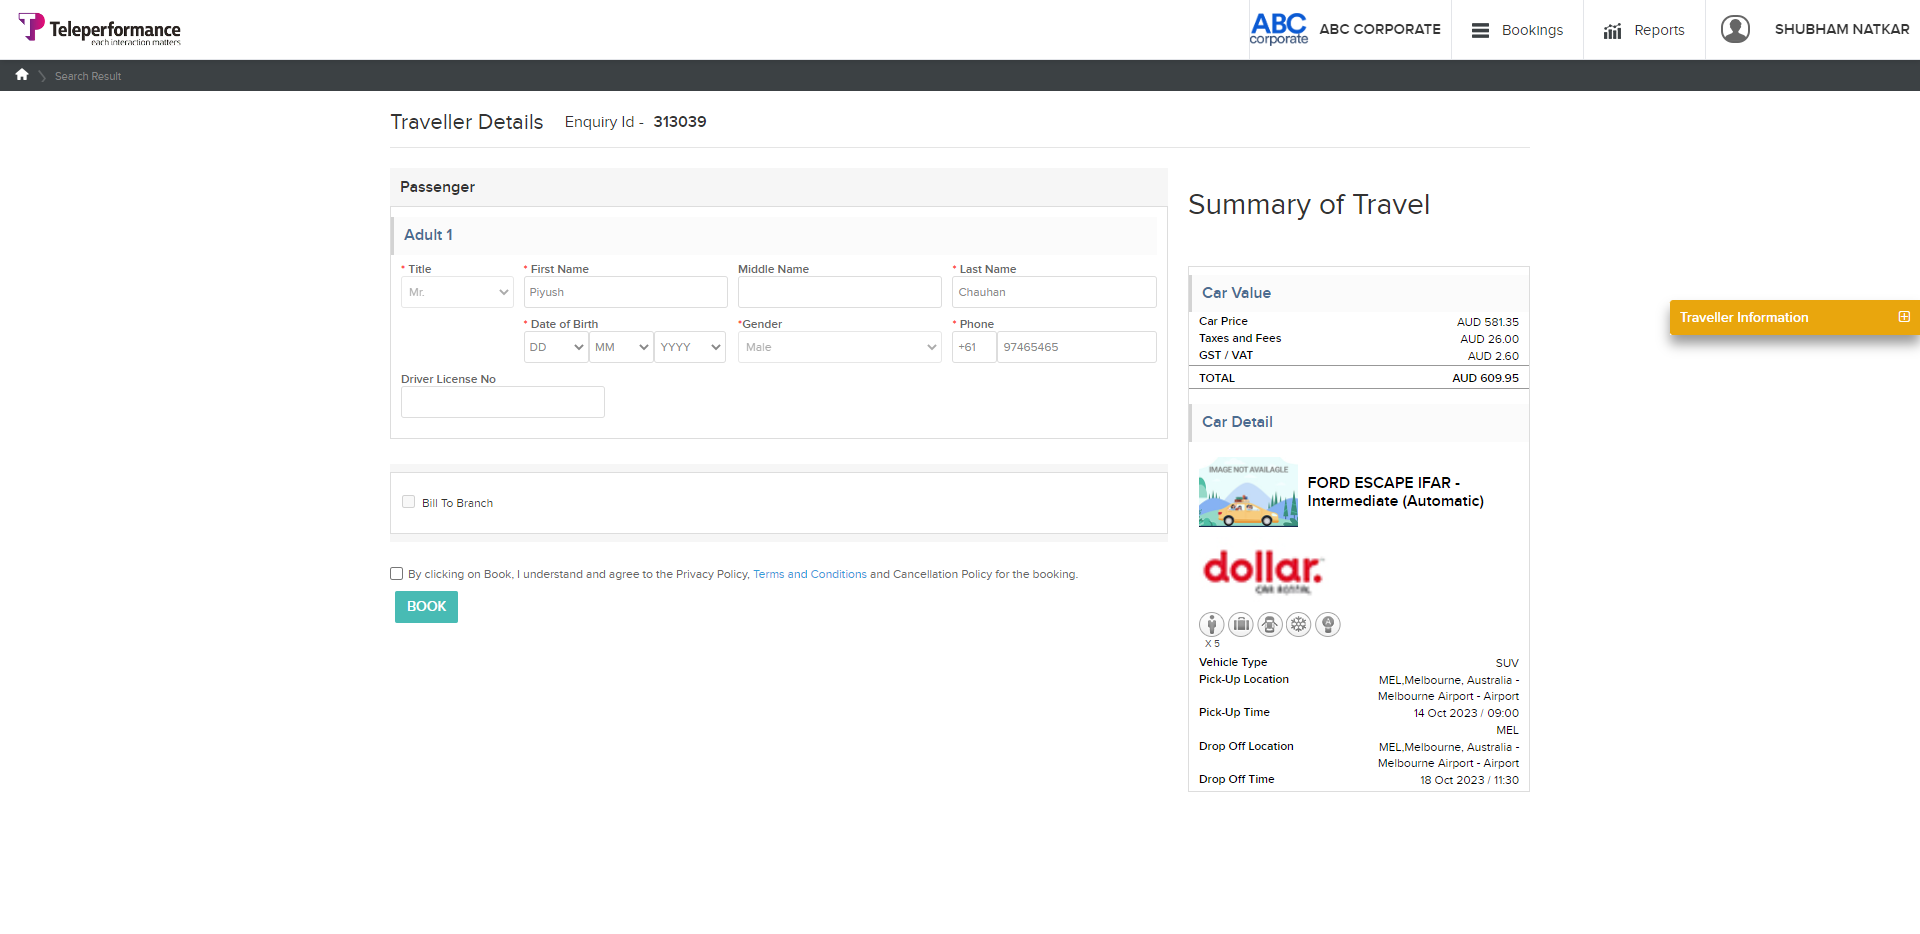 Teleperformance
each interaction matters
ABC
corporate
ABC CORPORATE
Bookings
Reports
SHUBHAM NATKAR
Search Result
Traveller Details
Enquiry Id - 313039
Passenger
Adult 1
* Title
* First Name
Middle Name
* Last Name
Mr.
Piyush
Chauhan
* Date of Birth
*Gender
* Phone
DD
MM
YYYY
Male
+61
97465465
Driver License No
Bill To Branch
By clicking on Book, I understand and agree to the Privacy Policy, Terms and Conditions and Cancellation Policy for the booking.
BOOK
Summary of Travel
Car Value
Car Price AUD 581.35
Taxes and Fees AUD 26.00
GST / VAT AUD 2.60
TOTAL AUD 609.95
Car Detail
IMAGE NOT AVAILAGLE
FORD ESCAPE IFAR -
Intermediate (Automatic)
dollar.
CAR RENTAL
A
X 5
Vehicle Type SUV
Pick-Up Location MEL,Melbourne, Australia -
Melbourne Airport - Airport
Pick-Up Time 14 Oct 2023 / 09:00
MEL
Drop Off Location MEL,Melbourne, Australia -
Melbourne Airport - Airport
Drop Off Time 18 Oct 2023 / 11:30
Traveller Information